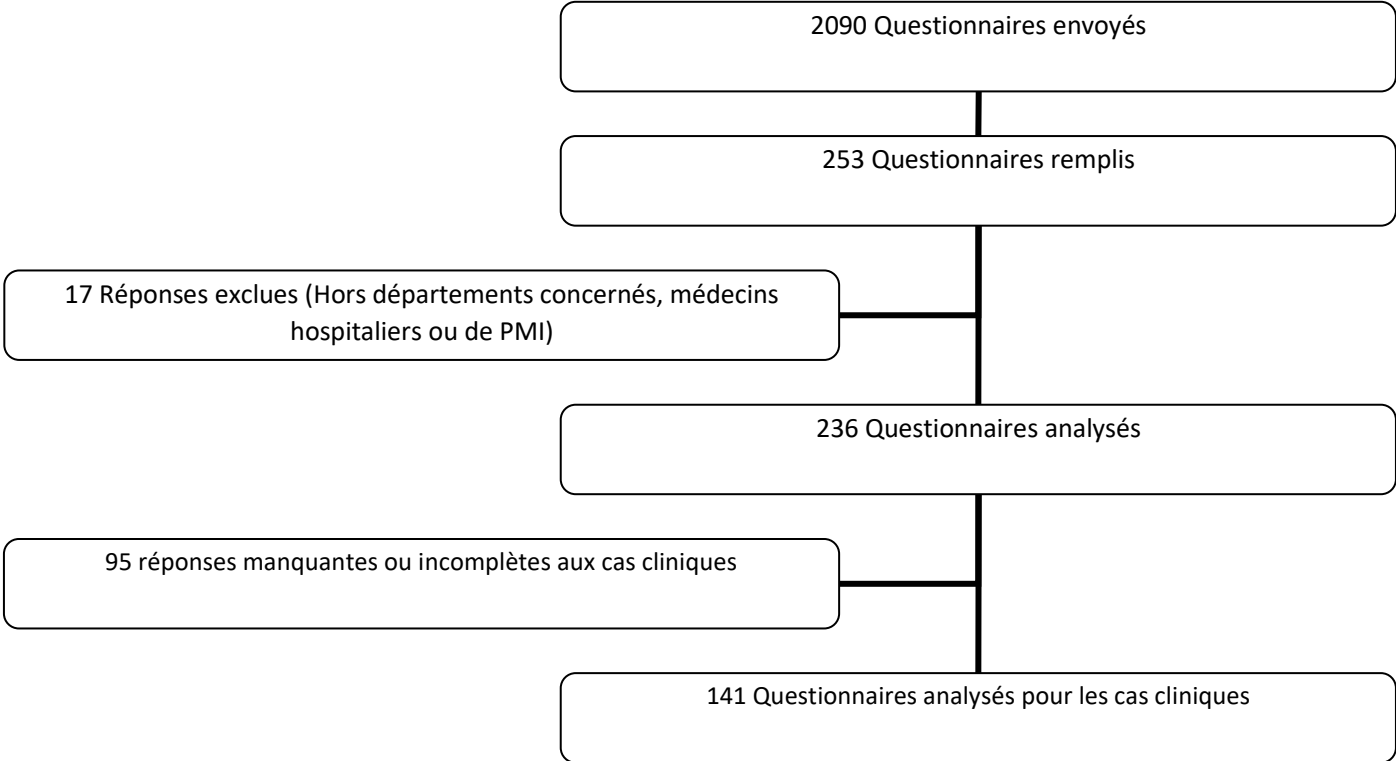 2090 Questionnaires envoyés
253 Questionnaires remplis
17 Réponses exclues (Hors départements concernés, médecins
hospitaliers ou de PMI)
236 Questionnaires analysés
95 réponses manquantes ou incomplètes aux cas cliniques
141 Questionnaires analysés pour les cas cliniques